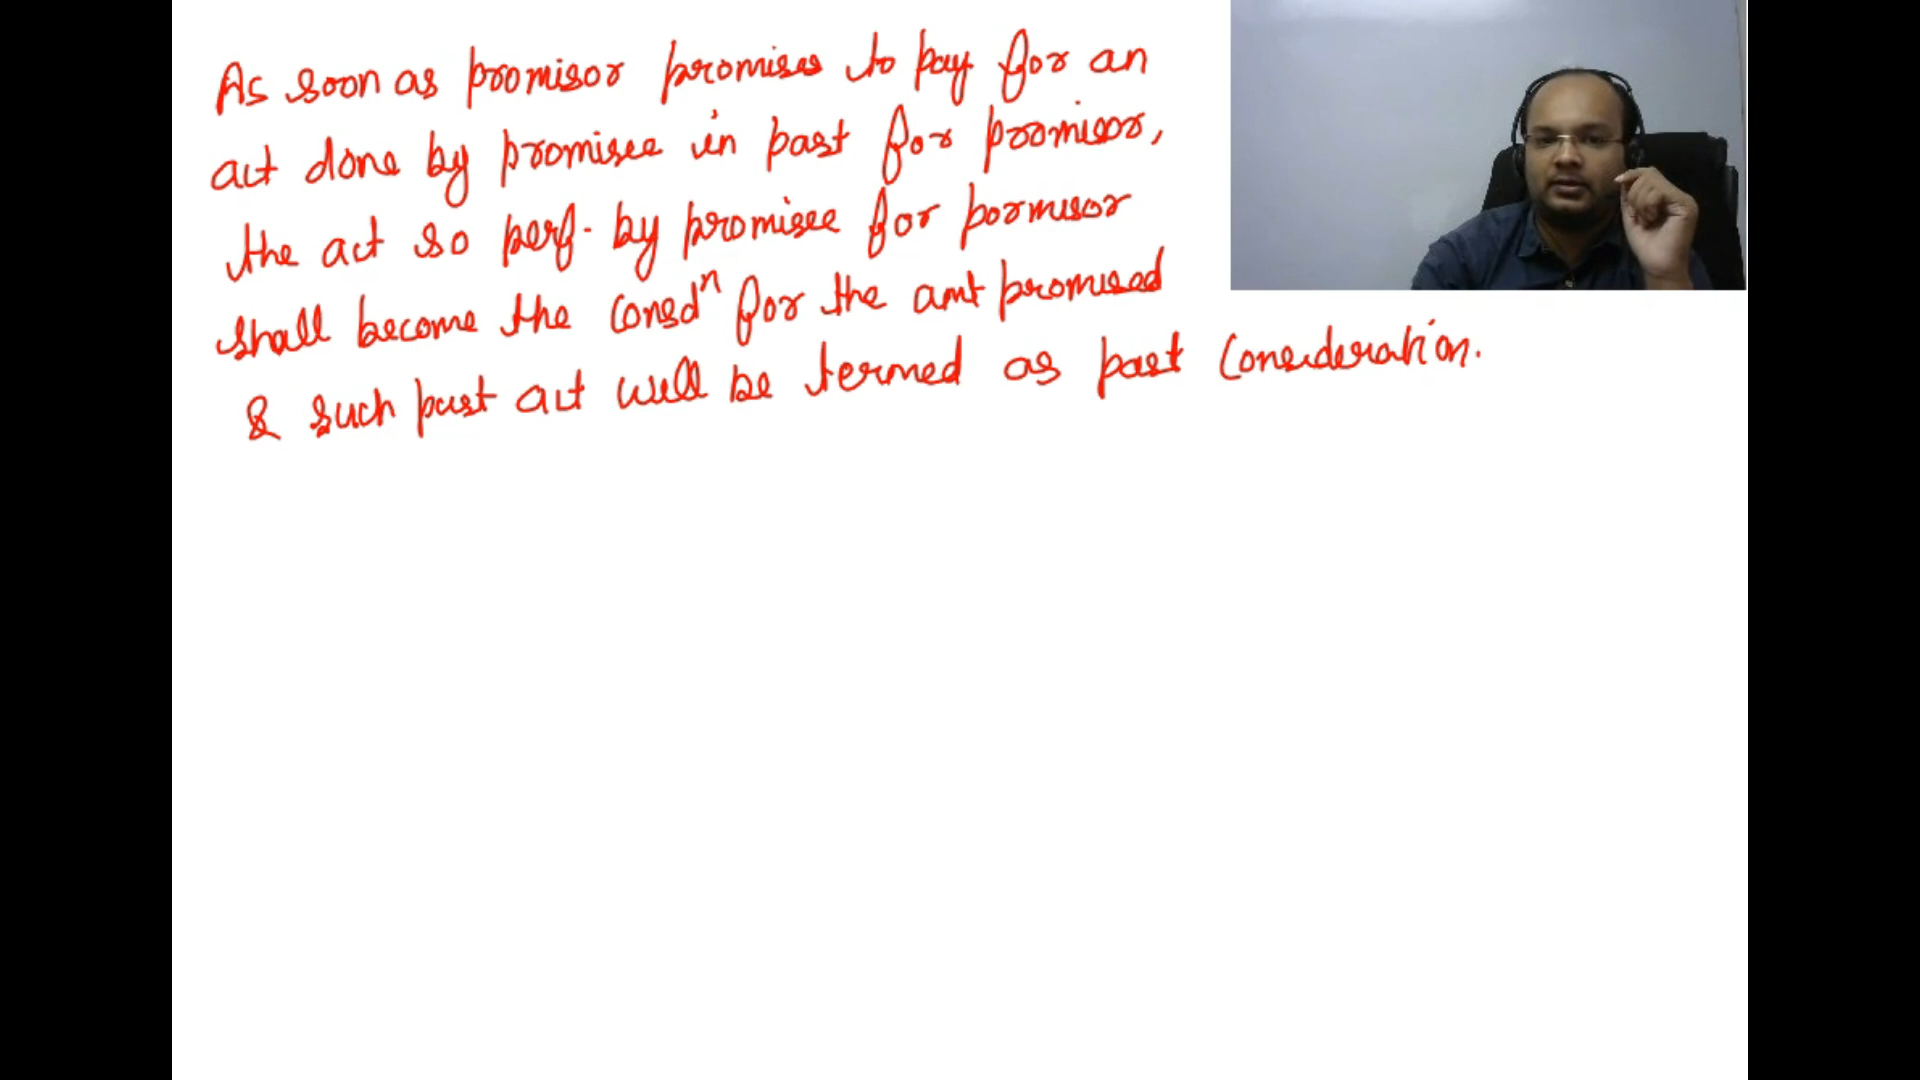 As soon as promisor promises to pay for an
act done by promisee in past for promisor,
the act so perf. by promisee for pormisor
shall become the consdⁿ for the amt promised
& such past act will be termed as past consideration.